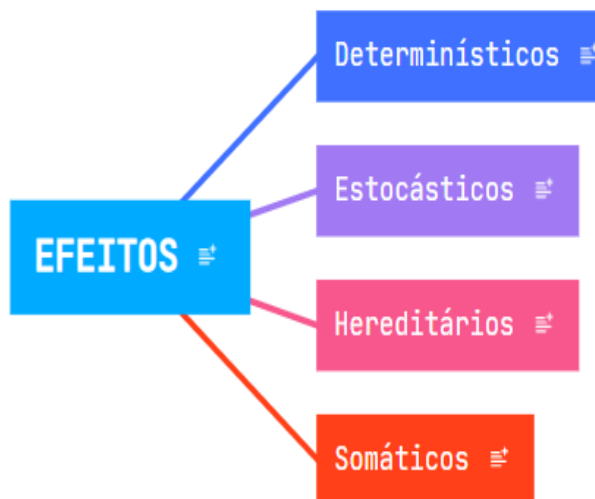 Determinísticos
Estocásticos
EFEITOS
Hereditários
Somáticos